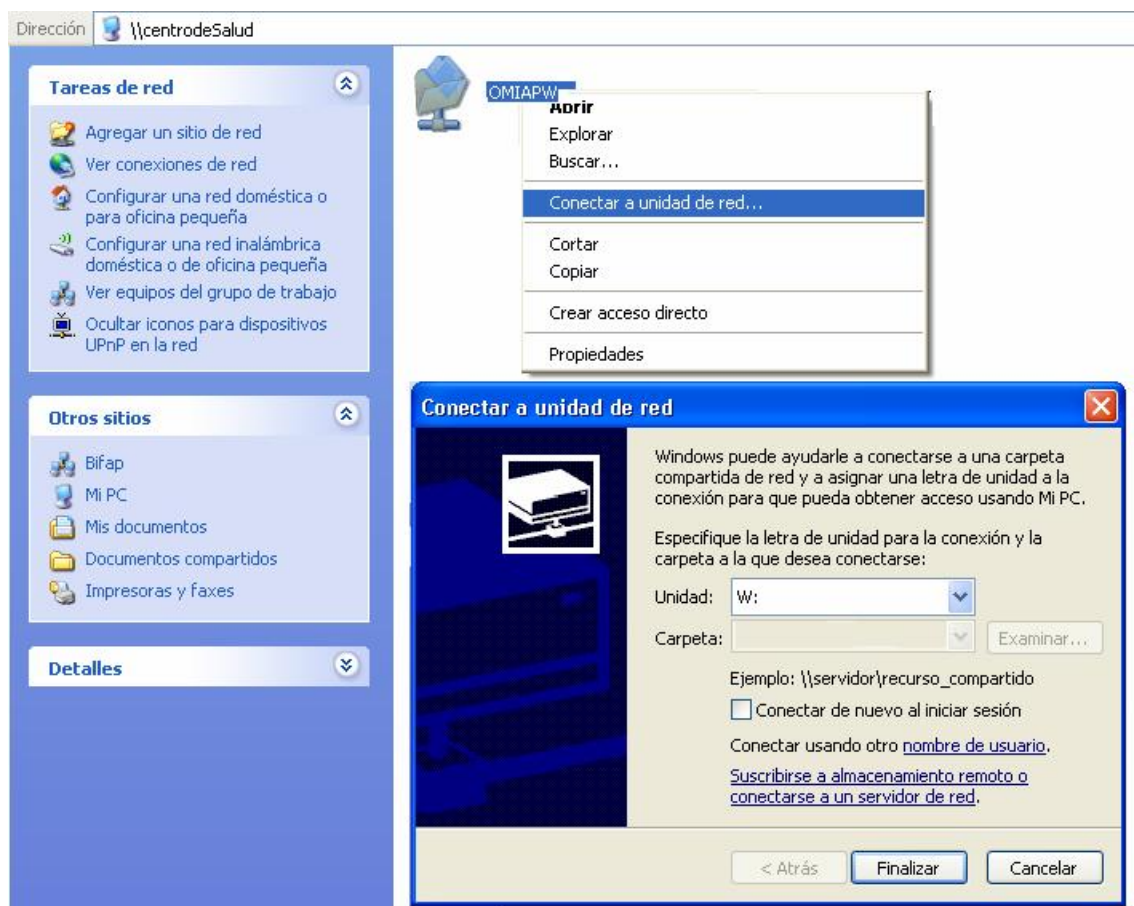 Dirección \\centrodeSalud
Tareas de red
Agregar un sitio de red
Ver conexiones de red
Configurar una red doméstica o
para oficina pequeña
Configurar una red inalámbrica
doméstica o de oficina pequeña
Ver equipos del grupo de trabajo
Ocultar iconos para dispositivos
UPnP en la red
Otros sitios
Bifap
Mi PC
Mis documentos
Documentos compartidos
Impresoras y faxes
Detalles
OMIAPW
Abrir
Explorar
Buscar...
Conectar a unidad de red...
Cortar
Copiar
Crear acceso directo
Propiedades
Conectar a unidad de red
Windows puede ayudarle a conectarse a una carpeta
compartida de red y a asignar una letra de unidad a la
conexión para que pueda obtener acceso usando Mi PC.
Especifique la letra de unidad para la conexión y la
carpeta a la que desea conectarse:
Unidad: W:
Carpeta: Examinar...
Ejemplo: \\servidor\recurso_compartido
Conectar de nuevo al iniciar sesión
Conectar usando otro nombre de usuario.
Suscribirse a almacenamiento remoto o
conectarse a un servidor de red.
< Atrás Finalizar Cancelar